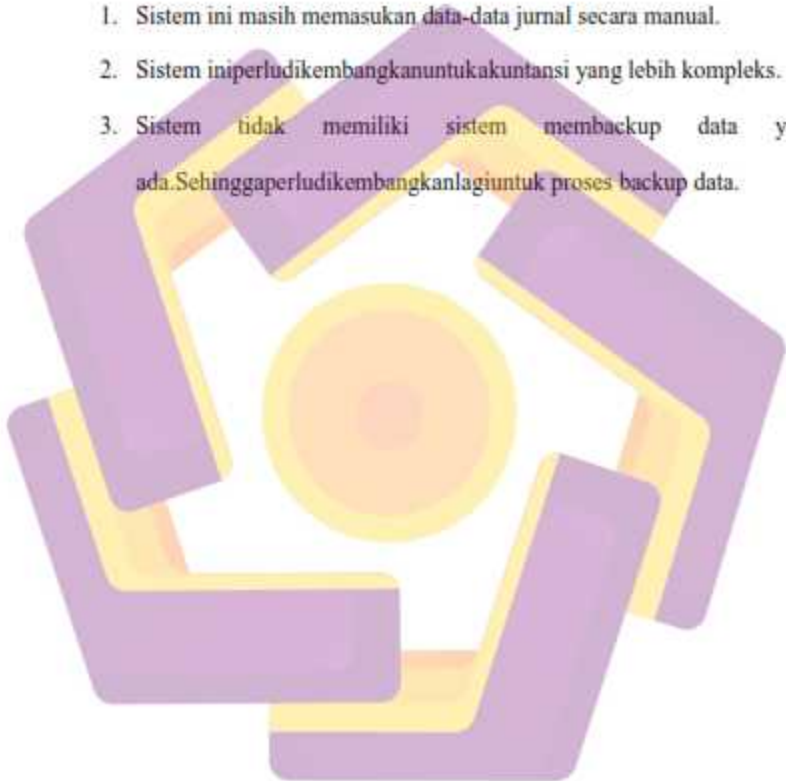 1. Sistem ini masih memasukan data-data jurnal secara manual.
2. Sistem iniperludikembangkanuntukakuntansi yang lebih kompleks.
3. Sistem tidak memiliki sistem membackup data y
ada.Sehinggaperludikembangkanlagiuntuk proses backup data.